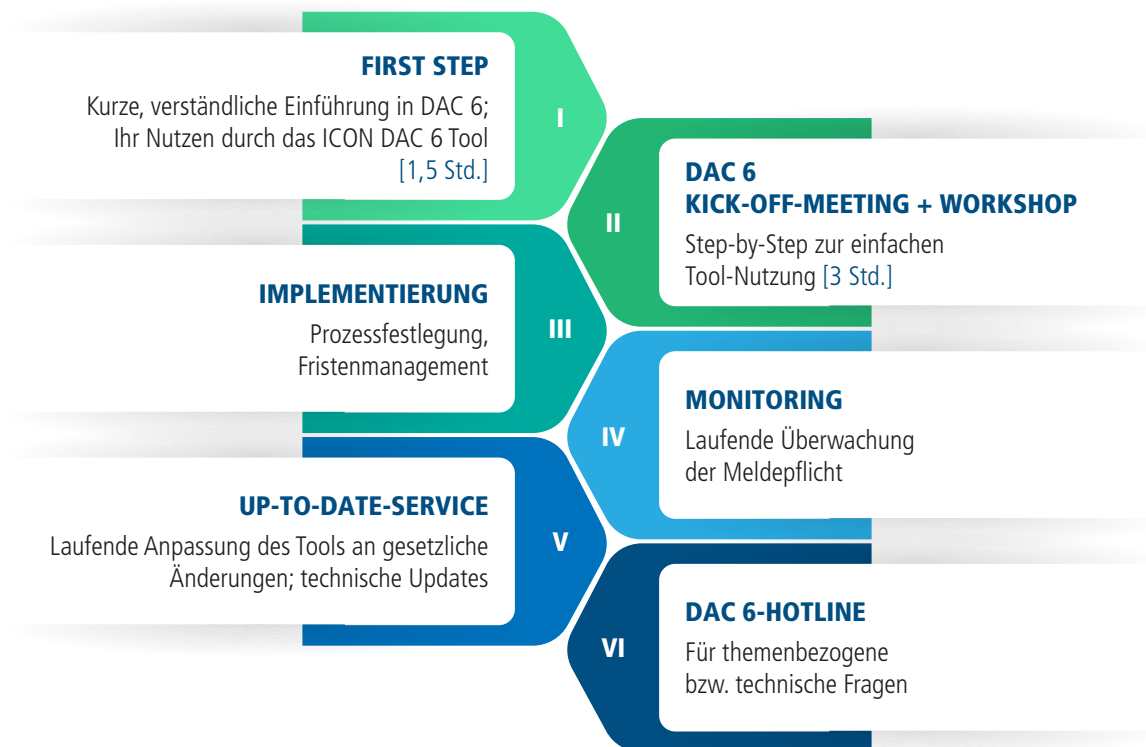 I
FIRST STEP
Kurze, verständliche Einführung in DAC 6;
Ihr Nutzen durch das ICON DAC 6 Tool
[1,5 Std.]
II
DAC 6
KICK-OFF-MEETING + WORKSHOP
Step-by-Step zur einfachen
Tool-Nutzung [3 Std.]
III
IMPLEMENTIERUNG
Prozessfestlegung,
Fristenmanagement
IV
MONITORING
Laufende Überwachung
der Meldepflicht
V
UP-TO-DATE-SERVICE
Laufende Anpassung des Tools an gesetzliche
Änderungen; technische Updates
VI
DAC 6-HOTLINE
Für themenbezogene
bzw. technische Fragen